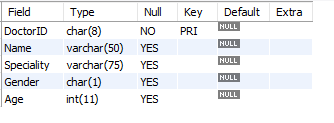 Field Type Null Key Default Extra
DoctorID char(8) NO PRI NULL
Name varchar(50) YES NULL
Speciality varchar(75) YES NULL
Gender char(1) YES NULL
Age int(11) YES NULL